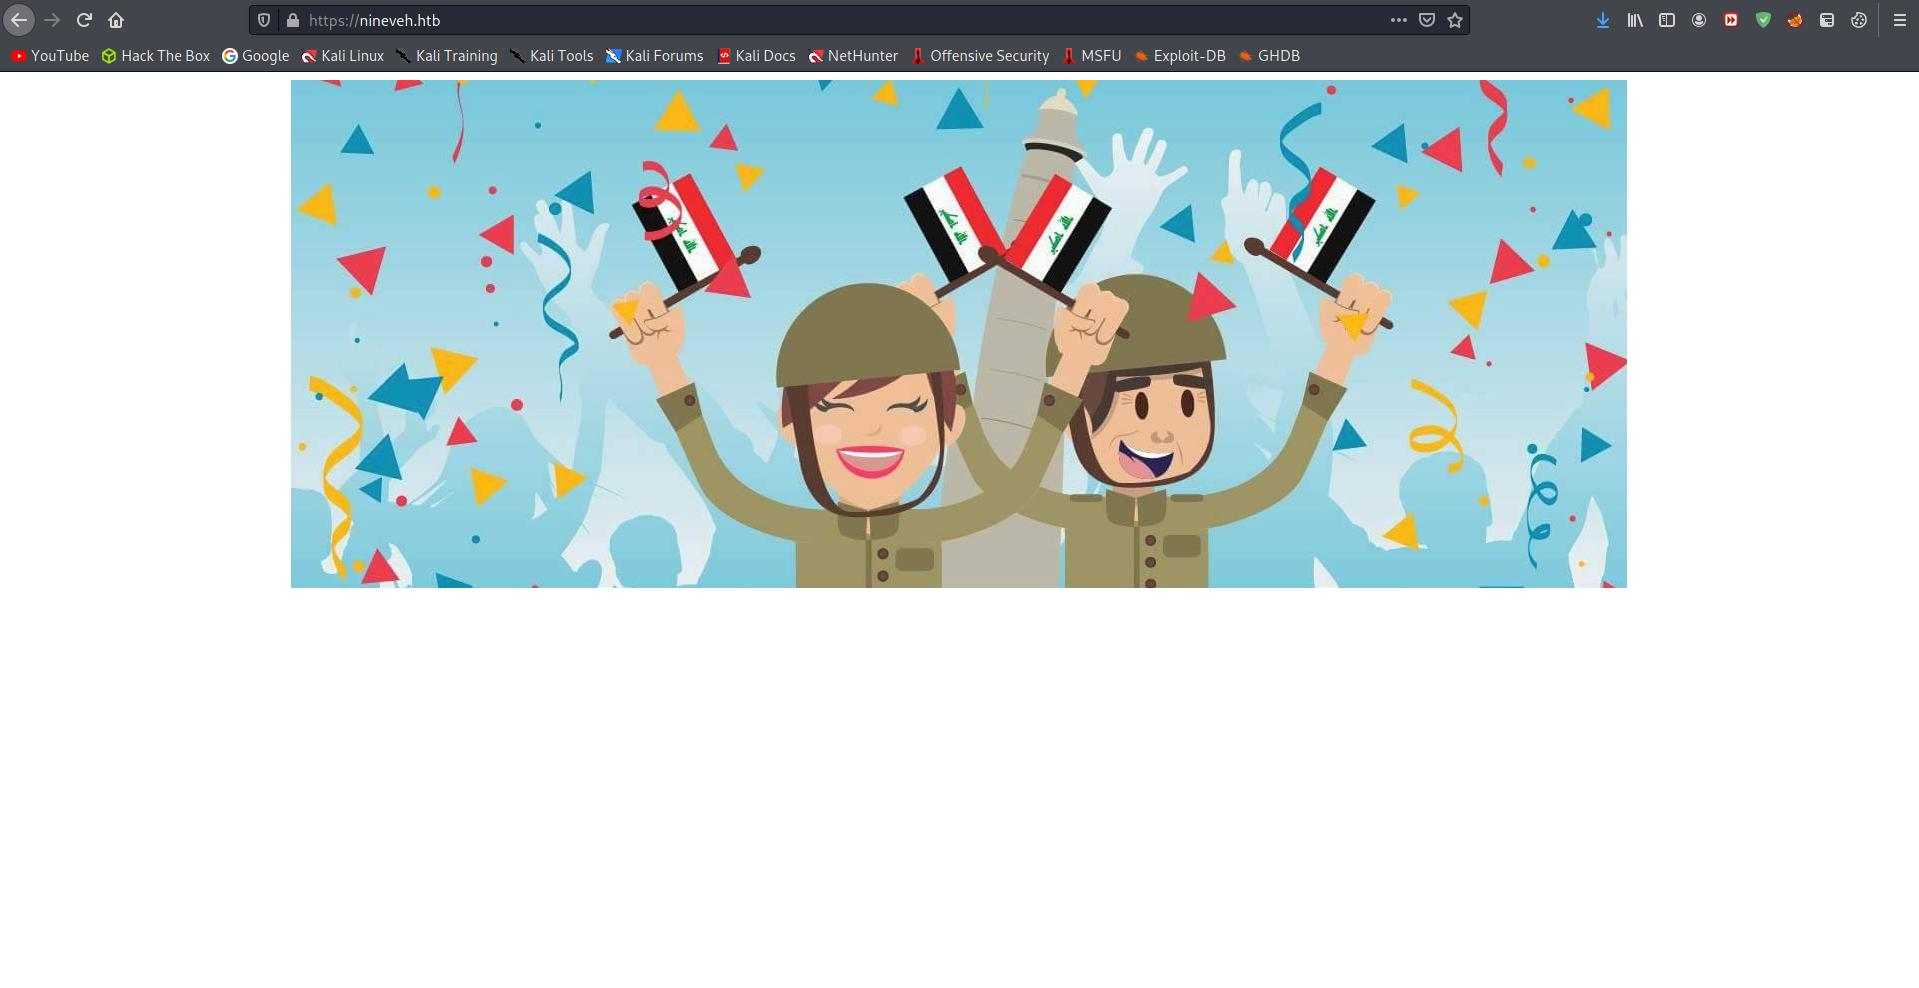 https://nineveh.htb
YouTube Hack The Box Google Kali Linux Kali Training Kali Tools Kali Forums Kali Docs NetHunter Offensive Security MSFU Exploit-DB GHDB